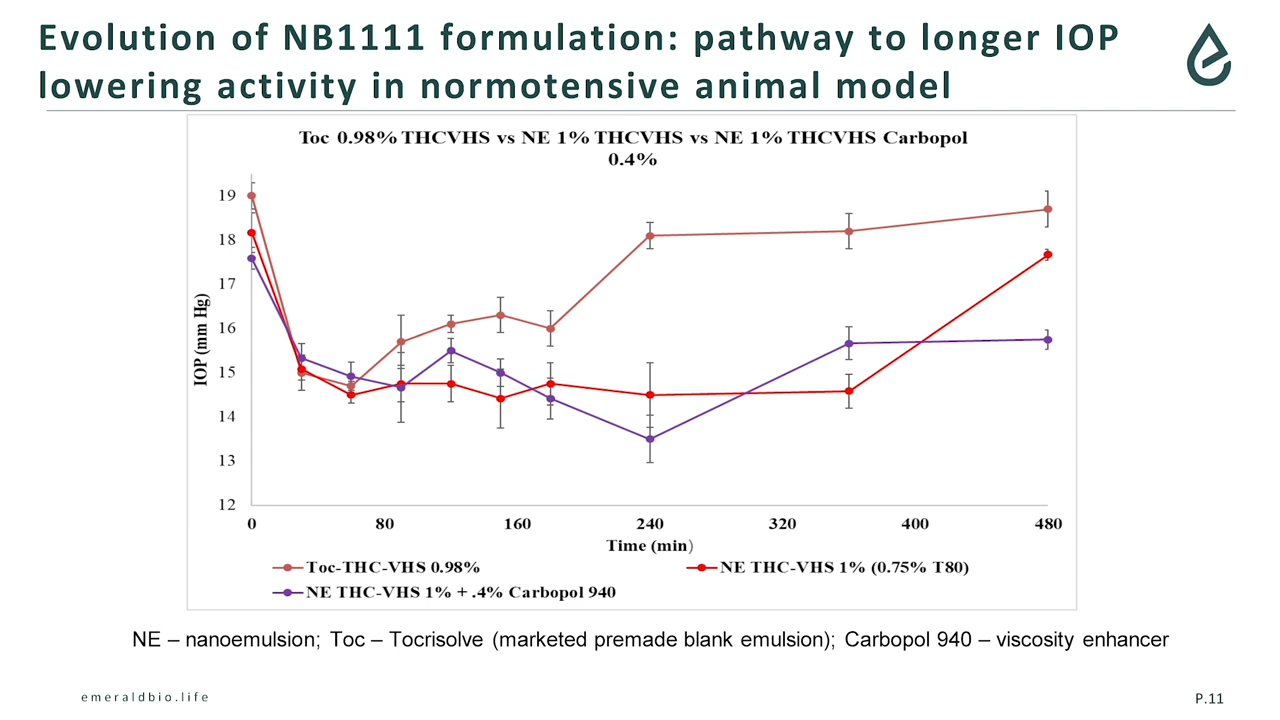 Evolution of NB1111 formulation: pathway to longer IOP
lowering activity in normotensive animal model
Toc 0.98% THCVHS vs NE 1% THCVHS vs NE 1% THCVHS Carbopol
0.4%
19
18
17
16
15
14
13
12
IOP (mm Hg)
0 80 160 240 320 400 480
Time (min)
Toc-THC-VHS 0.98% NE THC-VHS 1% (0.75% T80)
NE THC-VHS 1% + .4% Carbopol 940
NE – nanoemulsion; Toc – Tocrisolve (marketed premade blank emulsion); Carbopol 940 – viscosity enhancer
emeraldbio.life P.11